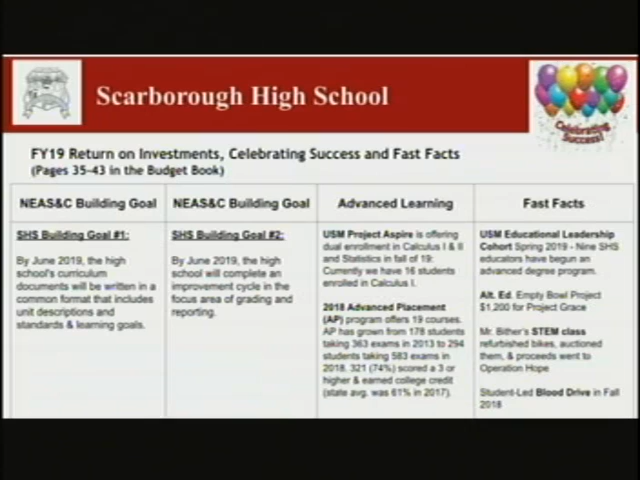 Scarborough High School
Celebrating
Success!
FY19 Return on Investments, Celebrating Success and Fast Facts
(Pages 35-43 in the Budget Book)
NEAS&C Building Goal
SHS Building Goal #1:
By June 2019, the high
school's curriculum
documents will be written in a
common format that includes
unit descriptions and
standards & learning goals.
NEAS&C Building Goal
SHS Building Goal #2:
By June 2019, the high
school will complete an
improvement cycle in the
focus area of grading and
reporting.
Advanced Learning
USM Project Aspire is offering
dual enrollment in Calculus I & II
and Statistics in fall of 19:
Currently we have 16 students
enrolled in Calculus I.
2018 Advanced Placement
(AP) program offers 19 courses.
AP has grown from 178 students
taking 363 exams in 2013 to 294
students taking 583 exams in
2018. 321 (74%) scored a 3 or
higher & earned college credit
(state avg. was 61% in 2017).
Fast Facts
USM Educational Leadership
Cohort Spring 2019 - Nine SHS
educators have begun an
advanced degree program.
Alt. Ed. Empty Bowl Project
$1,200 for Project Grace
Mr. Bither's STEM class
refurbished bikes, auctioned
them, & proceeds went to
Operation Hope
Student-Led Blood Drive in Fall
2018